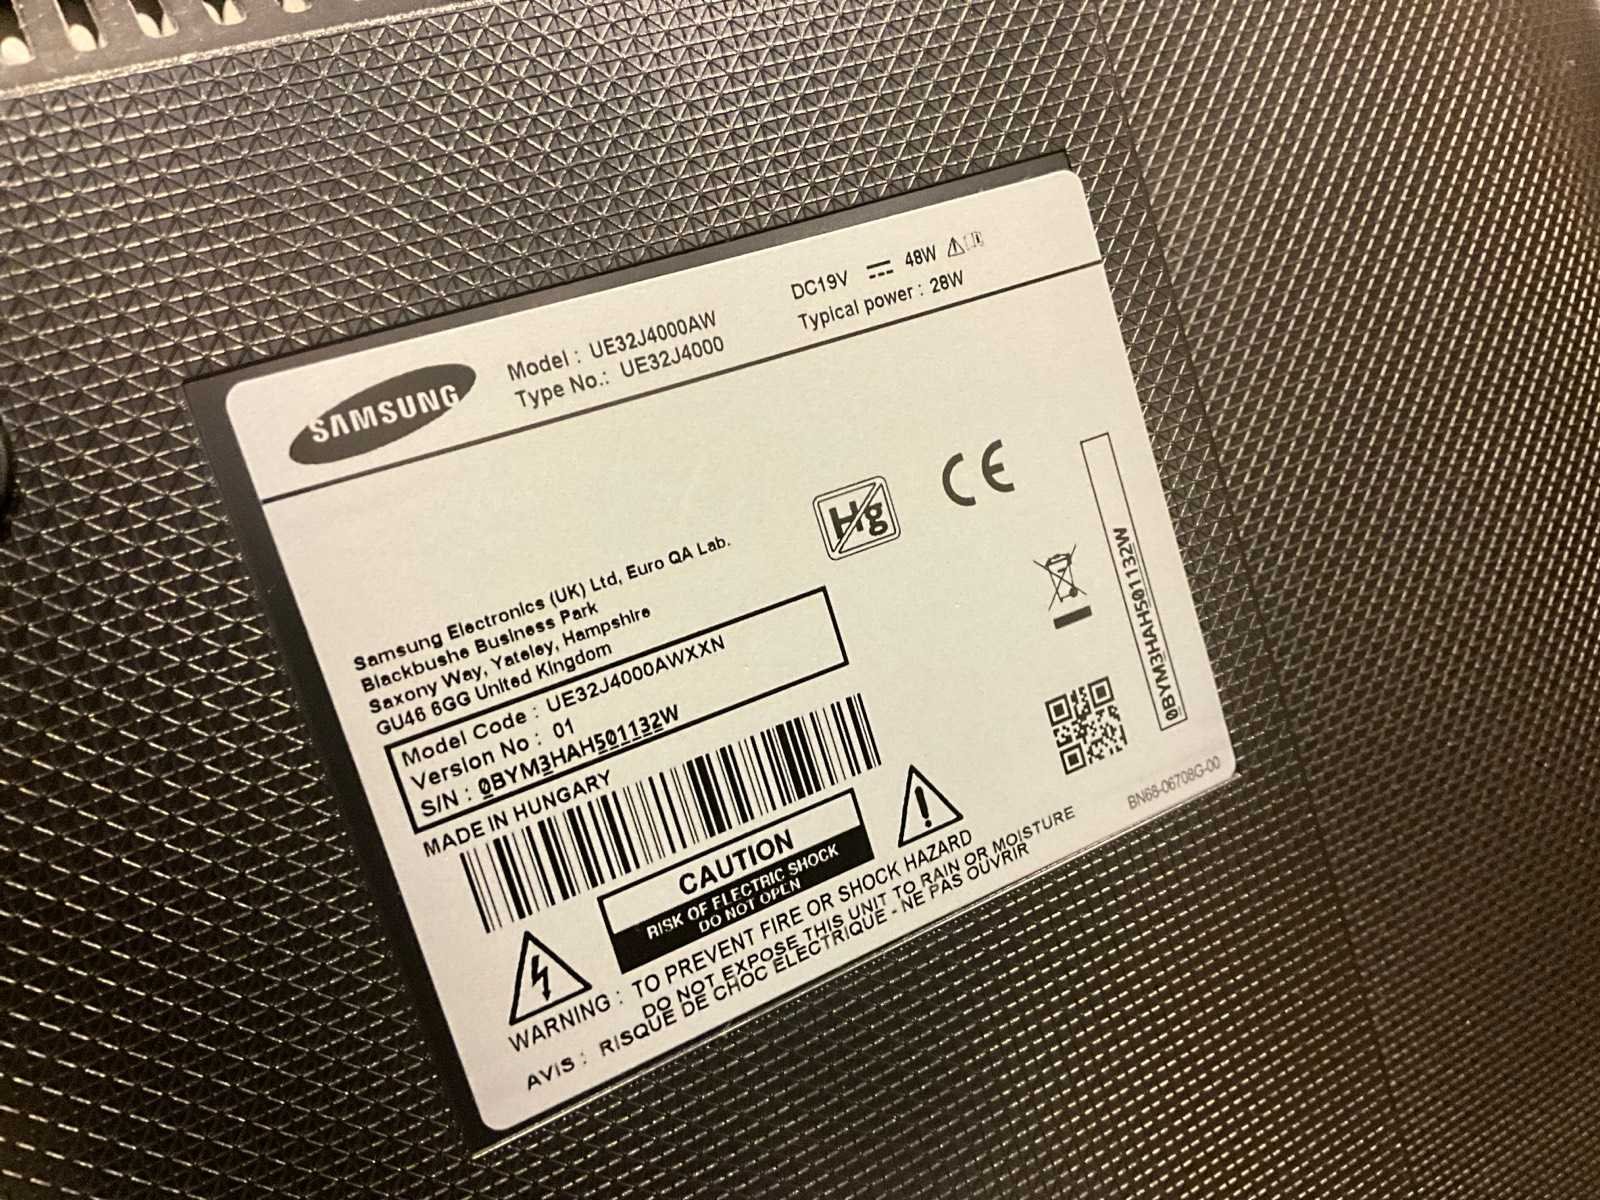 SAMSUNG
Model : UE32J4000AW
Type No.: UE32J4000
DC19V 48W
Typical power : 28W
Hg
CE
Samsung Electronics (UK) Ltd, Euro QA Lab.
Blackbushe Business Park
Saxony Way, Yateley, Hampshire
GU46 6GG United Kingdom
Model Code : UE32J4000AWXXN
Version No : 01
S/N : 0BYM3HAH501132W
MADE IN HUNGARY
0BYM3HAH501132W
BN68-06708G-00
CAUTION
RISK OF ELECTRIC SHOCK
DO NOT OPEN
WARNING : TO PREVENT FIRE OR SHOCK HAZARD
DO NOT EXPOSE THIS UNIT TO RAIN OR MOISTURE
AVIS : RISQUE DE CHOC ELECTRIQUE - NE PAS OUVRIR